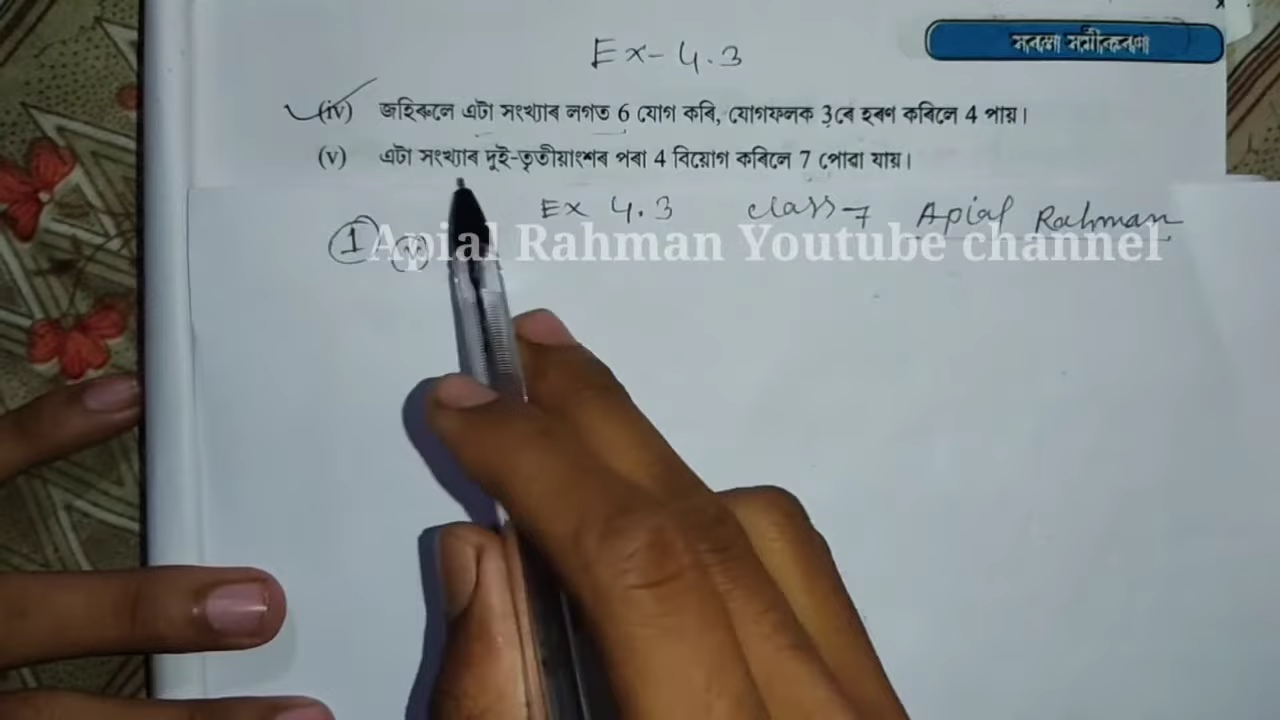 সৰল সমীকৰণ
Ex-4.3
(iv) জহিৰুলে এটা সংখ্যাৰ লগত 6 যোগ কৰি, যোগফলক 3ৰে হৰণ কৰিলে 4 পায়।
(v) এটা সংখ্যাৰ দুই-তৃতীয়াংশৰ পৰা 4 বিয়োগ কৰিলে 7 পোৱা যায়।
Ex 4.3 class-7 Apial Rahman
1
Apial Rahman Youtube channel